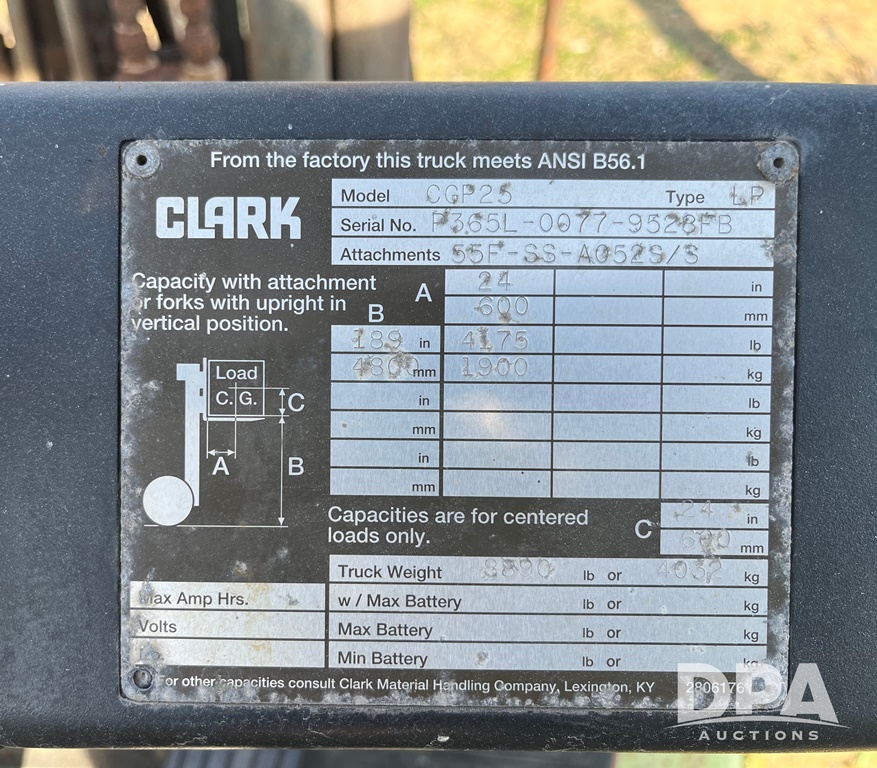 From the factory this truck meets ANSI B56.1
CLARK
Model CGP25 Type LP
Serial No. P365L-0077-9528FB
Attachments 55F-SS-A052S/S
Capacity with attachment
or forks with upright in
vertical position.
A 24 in
600 mm
B
189 in 4175 lb
4800 mm 1900 kg
in lb
mm kg
in lb
mm kg
Load
C. G.
C
A
B
Capacities are for centered
loads only.
C 24 in
600 mm
Truck Weight 8890 lb or 4032 kg
Max Amp Hrs. w / Max Battery lb or kg
Volts Max Battery lb or kg
Min Battery lb or kg
For other capacities consult Clark Material Handling Company, Lexington, KY 2806176
DPA
AUCTIONS